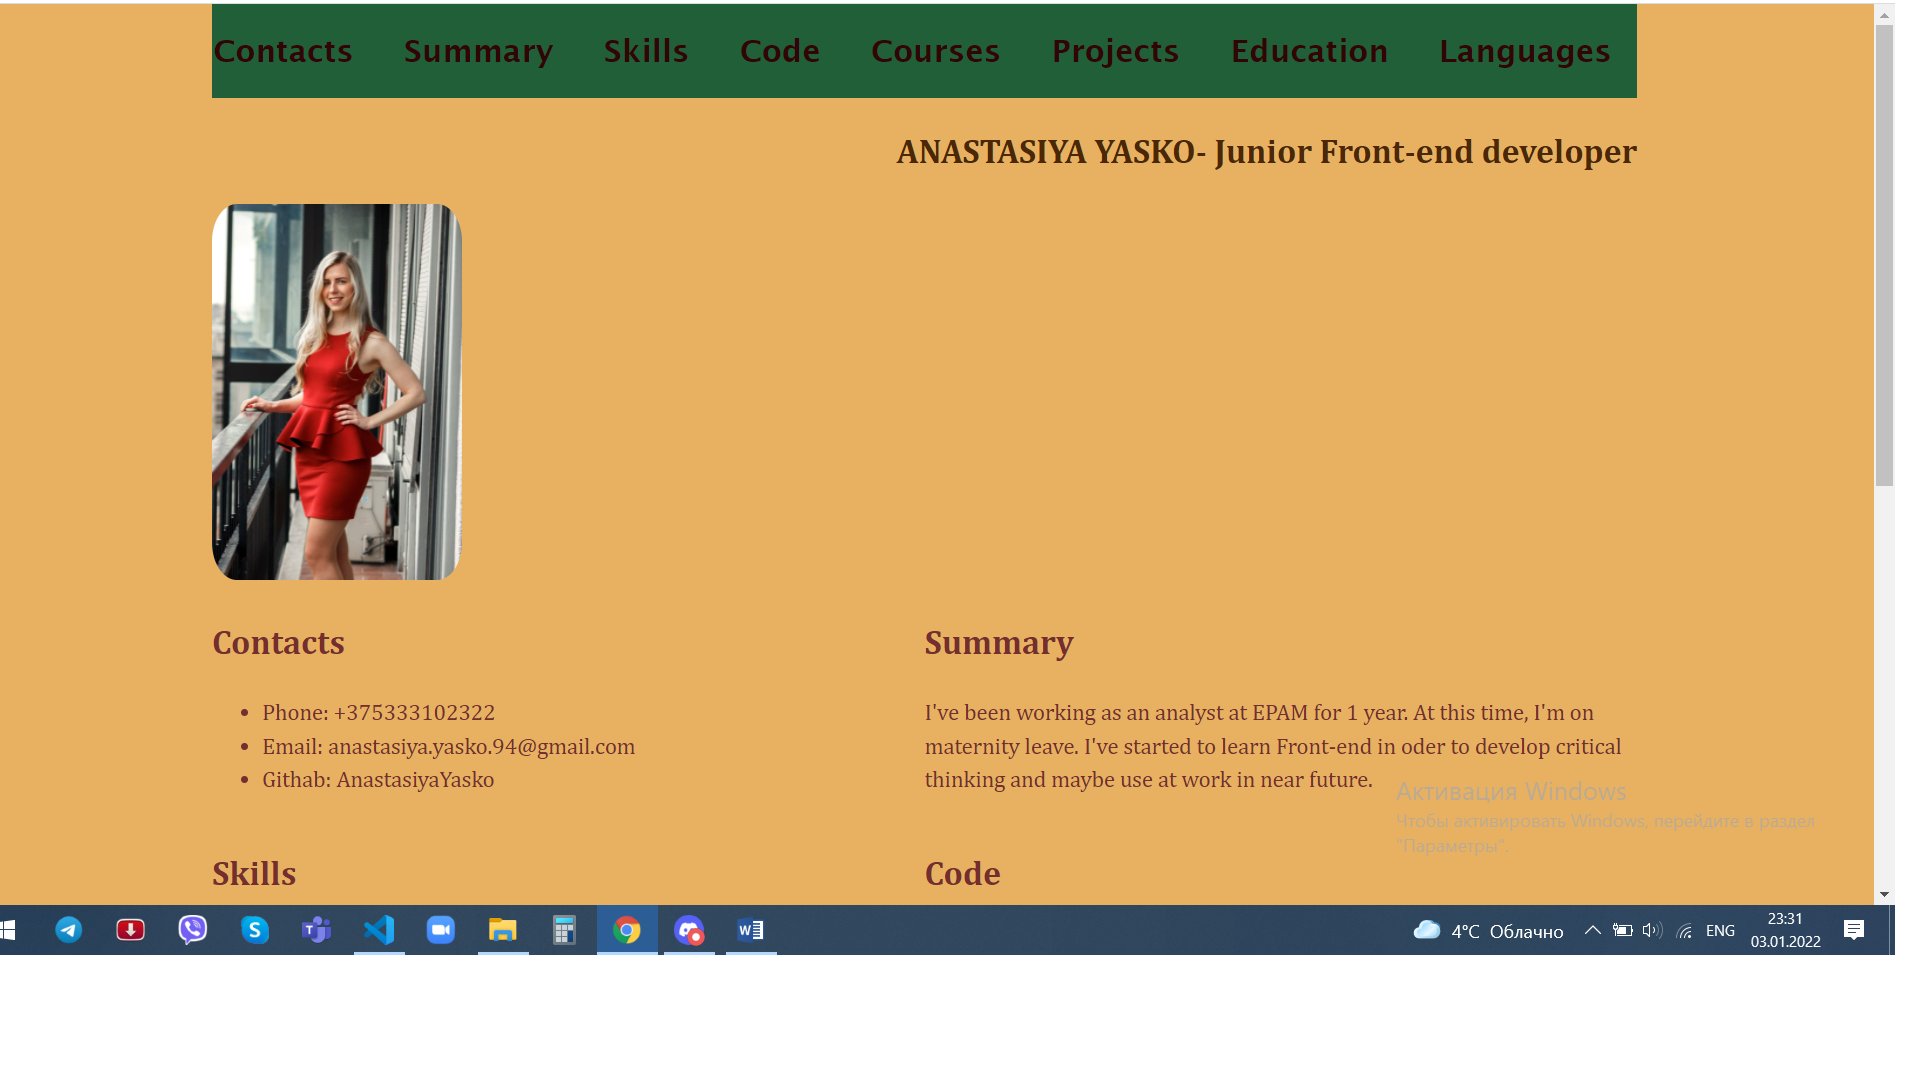 Contacts Summary Skills Code Courses Projects Education Languages
ANASTASIYA YASKO- Junior Front-end developer
Contacts
Phone: +375333102322
Email: anastasiya.yasko.94@gmail.com
Githab: AnastasiyaYasko
Summary
I've been working as an analyst at EPAM for 1 year. At this time, I'm on
maternity leave. I've started to learn Front-end in oder to develop critical
thinking and maybe use at work in near future.
Активация Windows
Чтобы активировать Windows, перейдите в раздел
"Параметры".
Skills
Code
4°C Облачно
ENG
23:31
03.01.2022